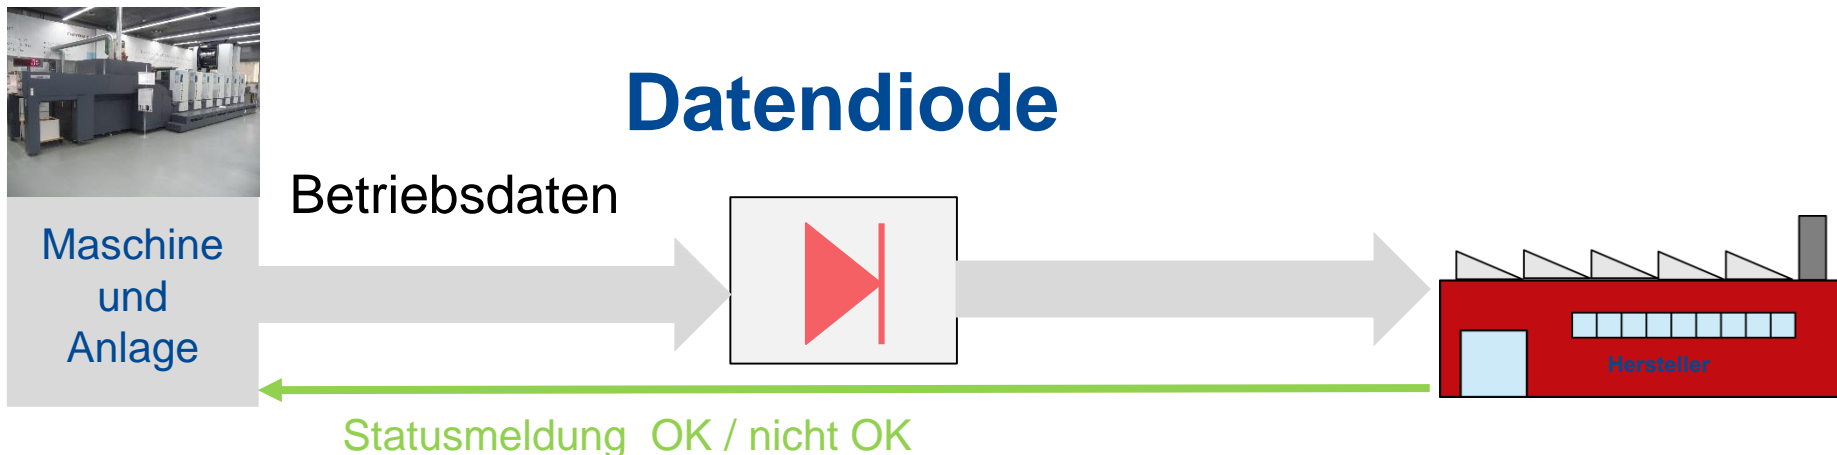 Datendiode
Betriebsdaten
Maschine
und
Anlage
Hersteller
Statusmeldung  OK / nicht OK